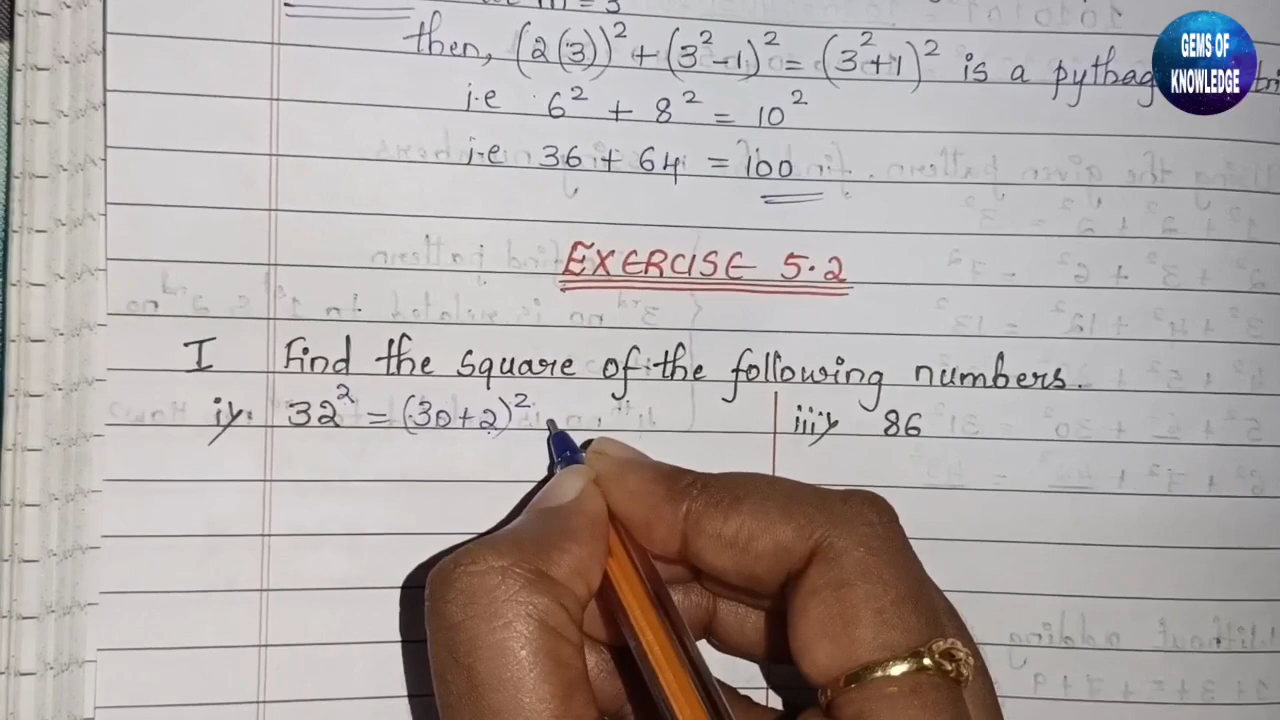 then, (2(3))² + (3²-1)² = (3²+1)² is a
GEMS OF
KNOWLEDGE
i.e 6² + 8² = 10²
i.e 36 + 64 = 100
EXERCISE 5.2
I Find the square of the following numbers.
i) 32² = (30+2)²
iii) 86